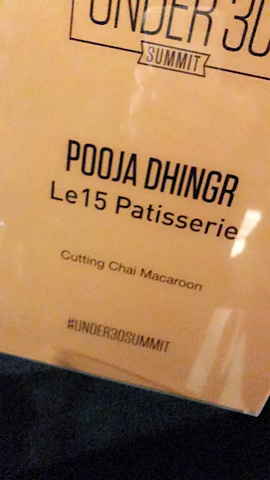 UNDER 30
SUMMIT
POOJA DHINGR
Le15 Patisserie
Cutting Chai Macaroon
#UNDER30SUMMIT